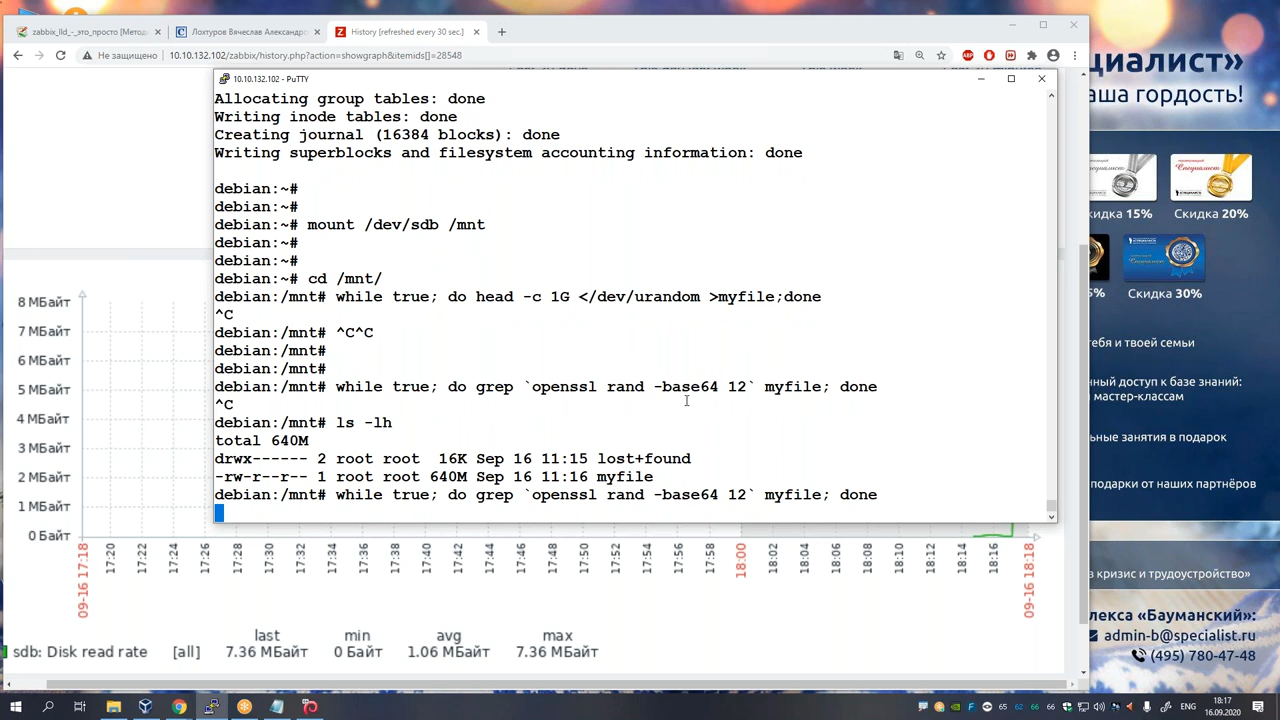 zabbix_lld_-_это_просто [Метод
Лохтуров Вячеслав Александро
History [refreshed every 30 sec.]
Не защищено
10.10.132.102/zabbix/history.php?action=showgraph&itemids[]=28548
10.10.132.102 - PuTTY
Allocating group tables: done
Writing inode tables: done
Creating journal (16384 blocks): done
Writing superblocks and filesystem accounting information: done
debian:~#
debian:~#
debian:~# mount /dev/sdb /mnt
debian:~#
debian:~#
debian:~# cd /mnt/
debian:/mnt# while true; do head -c 1G </dev/urandom >myfile;done
^C
debian:/mnt# ^C^C
debian:/mnt#
debian:/mnt#
debian:/mnt# while true; do grep `openssl rand -base64 12` myfile; done
^C
debian:/mnt# ls -lh
total 640M
drwx------ 2 root root  16K Sep 16 11:15 lost+found
-rw-r--r-- 1 root root 640M Sep 16 11:16 myfile
debian:/mnt# while true; do grep `openssl rand -base64 12` myfile; done
8 МБайт
7 МБайт
6 МБайт
5 МБайт
4 МБайт
3 МБайт
2 МБайт
1 МБайт
0 Байт
09-16 17:18
17:20
17:22
17:24
17:26
17:28
17:30
17:32
17:34
17:36
17:38
17:40
17:42
17:44
17:46
17:48
17:50
17:52
17:54
17:56
17:58
18:00
18:02
18:04
18:06
18:08
18:10
18:12
18:14
18:16
09-16 18:18
last min avg max
sdb: Disk read rate [all] 7.36 МБайт 0 Байт 1.06 МБайт 7.36 МБайт
циалист»
аша гордость!
Скидка 15%
Скидка 20%
5%
Скидка 30%
тебя и твоей семьи
нный доступ к базе знаний:
мастер-классам
льные занятия в подарок
подарки от наших партнёров
в кризис и трудоустройство»
лекса «Бауманский»:
admin-b@specialist.ru
(495) 780-47-48
65 62 66 66
18:17
16.09.2020